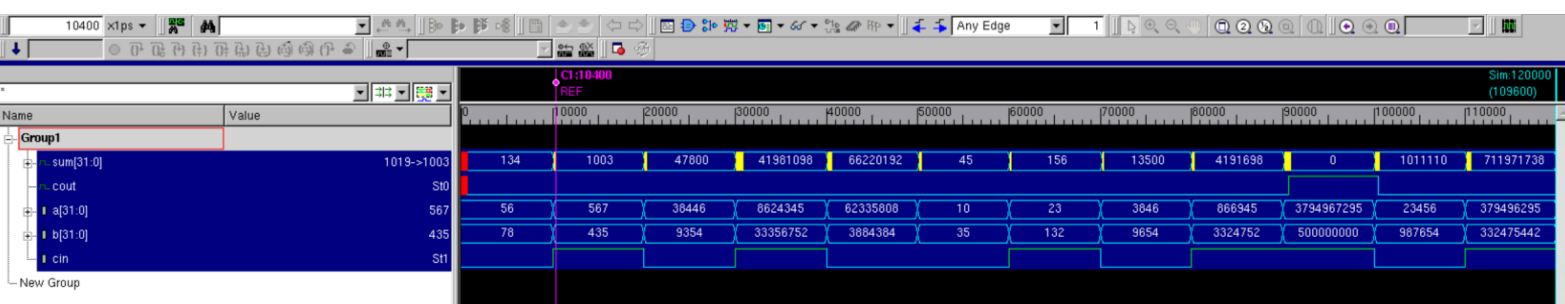 10400 x1ps
Any Edge 1
C1:10400 Sim:120000
REF (109600)
Name Value 0 10000 20000 30000 40000 50000 60000 70000 80000 90000 100000 110000
Group1
sum[31:0] 1019->1003 134 1003 47800 41981098 66220192 45 156 13500 4191698 0 1011110 711971738
cout St0
a[31:0] 567 56 567 38446 8624345 62335808 10 23 3846 866945 3794967295 23456 379496295
b[31:0] 435 78 435 9354 33356752 3884384 35 132 9654 3324752 500000000 987654 332475442
cin St1
New Group